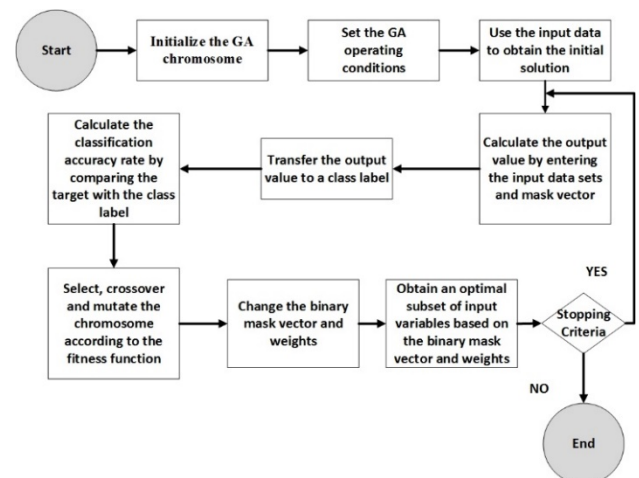 Start
Initialize the GA
chromosome
Set the GA
operating
conditions
Use the input data
to obtain the initial
solution
Calculate the
classification
accuracy rate by
comparing the
target with the class
label
Transfer the output
value to a class label
Calculate the output
value by entering
the input data sets
and mask vector
Select, crossover
and mutate the
chromosome
according to the
fitness function
Change the binary
mask vector and
weights
Obtain an optimal
subset of input
variables based on
the binary mask
vector and weights
YES
Stopping
Criteria
NO
End